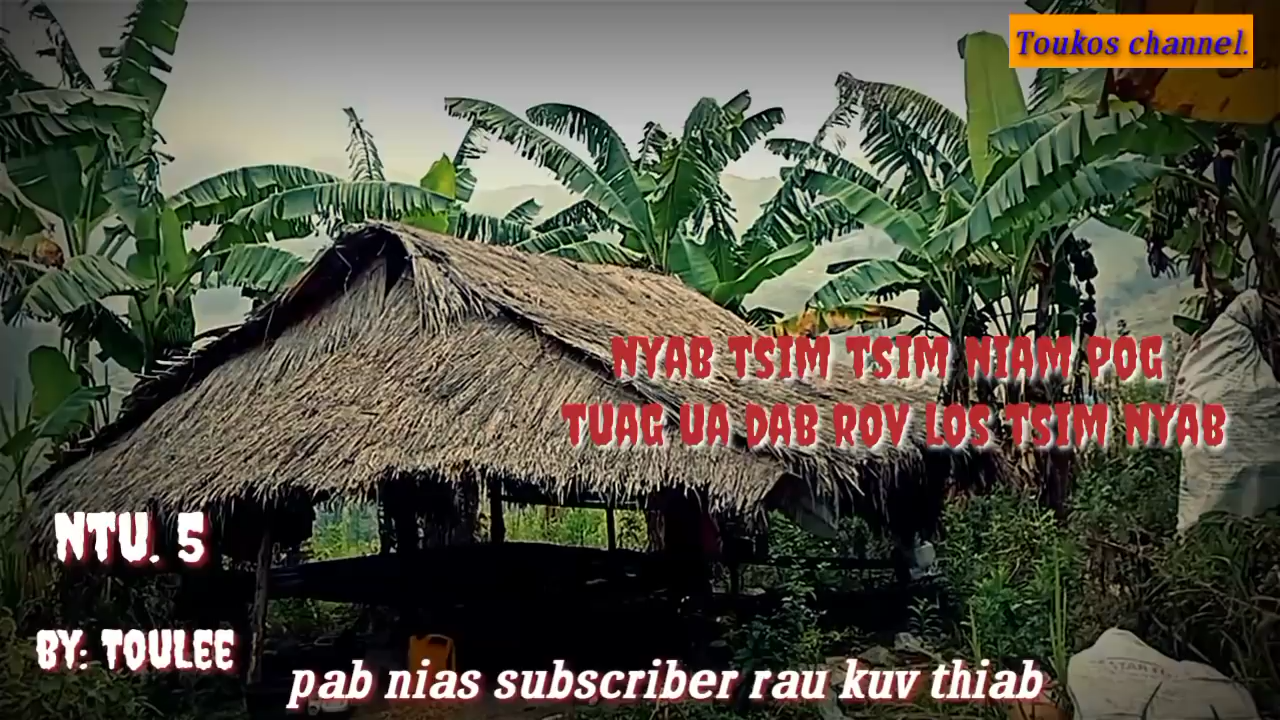 Toukos channel.
NYAB TSIM TSIM NIAM POG
TUAG UA DAB ROV LOS TSIM NYAB
NTU. 5
BY: TOULEE
pab nias subscriber rau kuv thiab